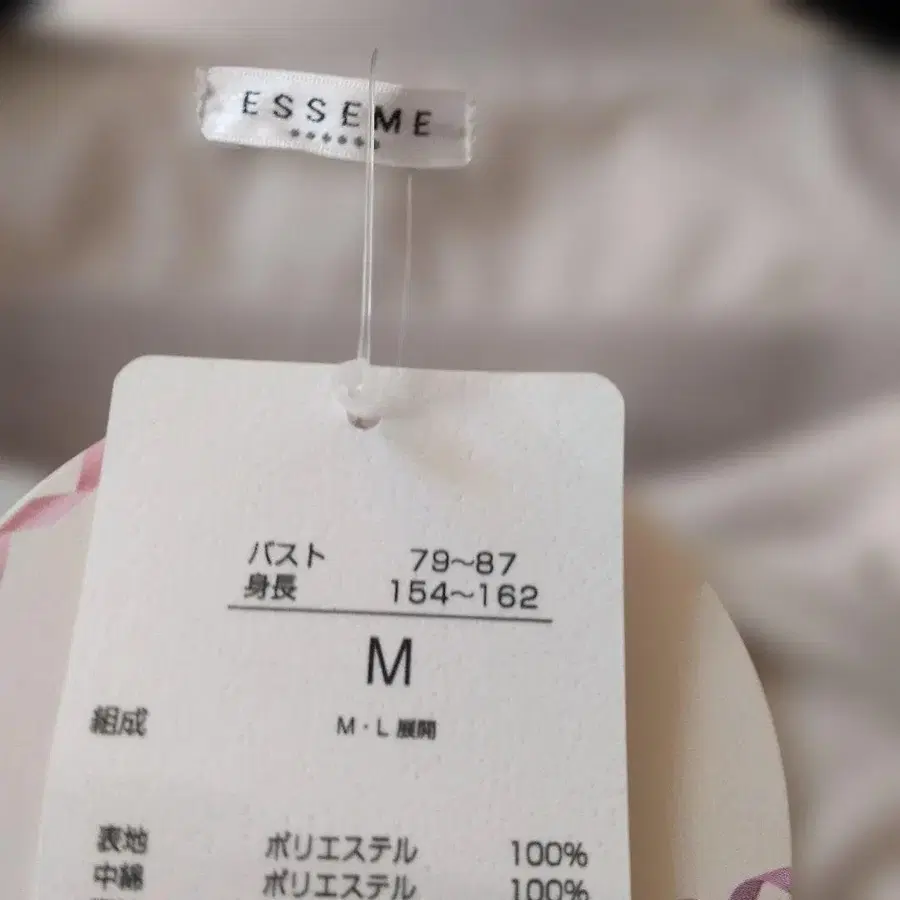 ESSEME
バスト 79〜87
身長 154〜162
M
M・L 展開
組成
表地 ポリエステル 100%
中綿 ポリエステル 100%